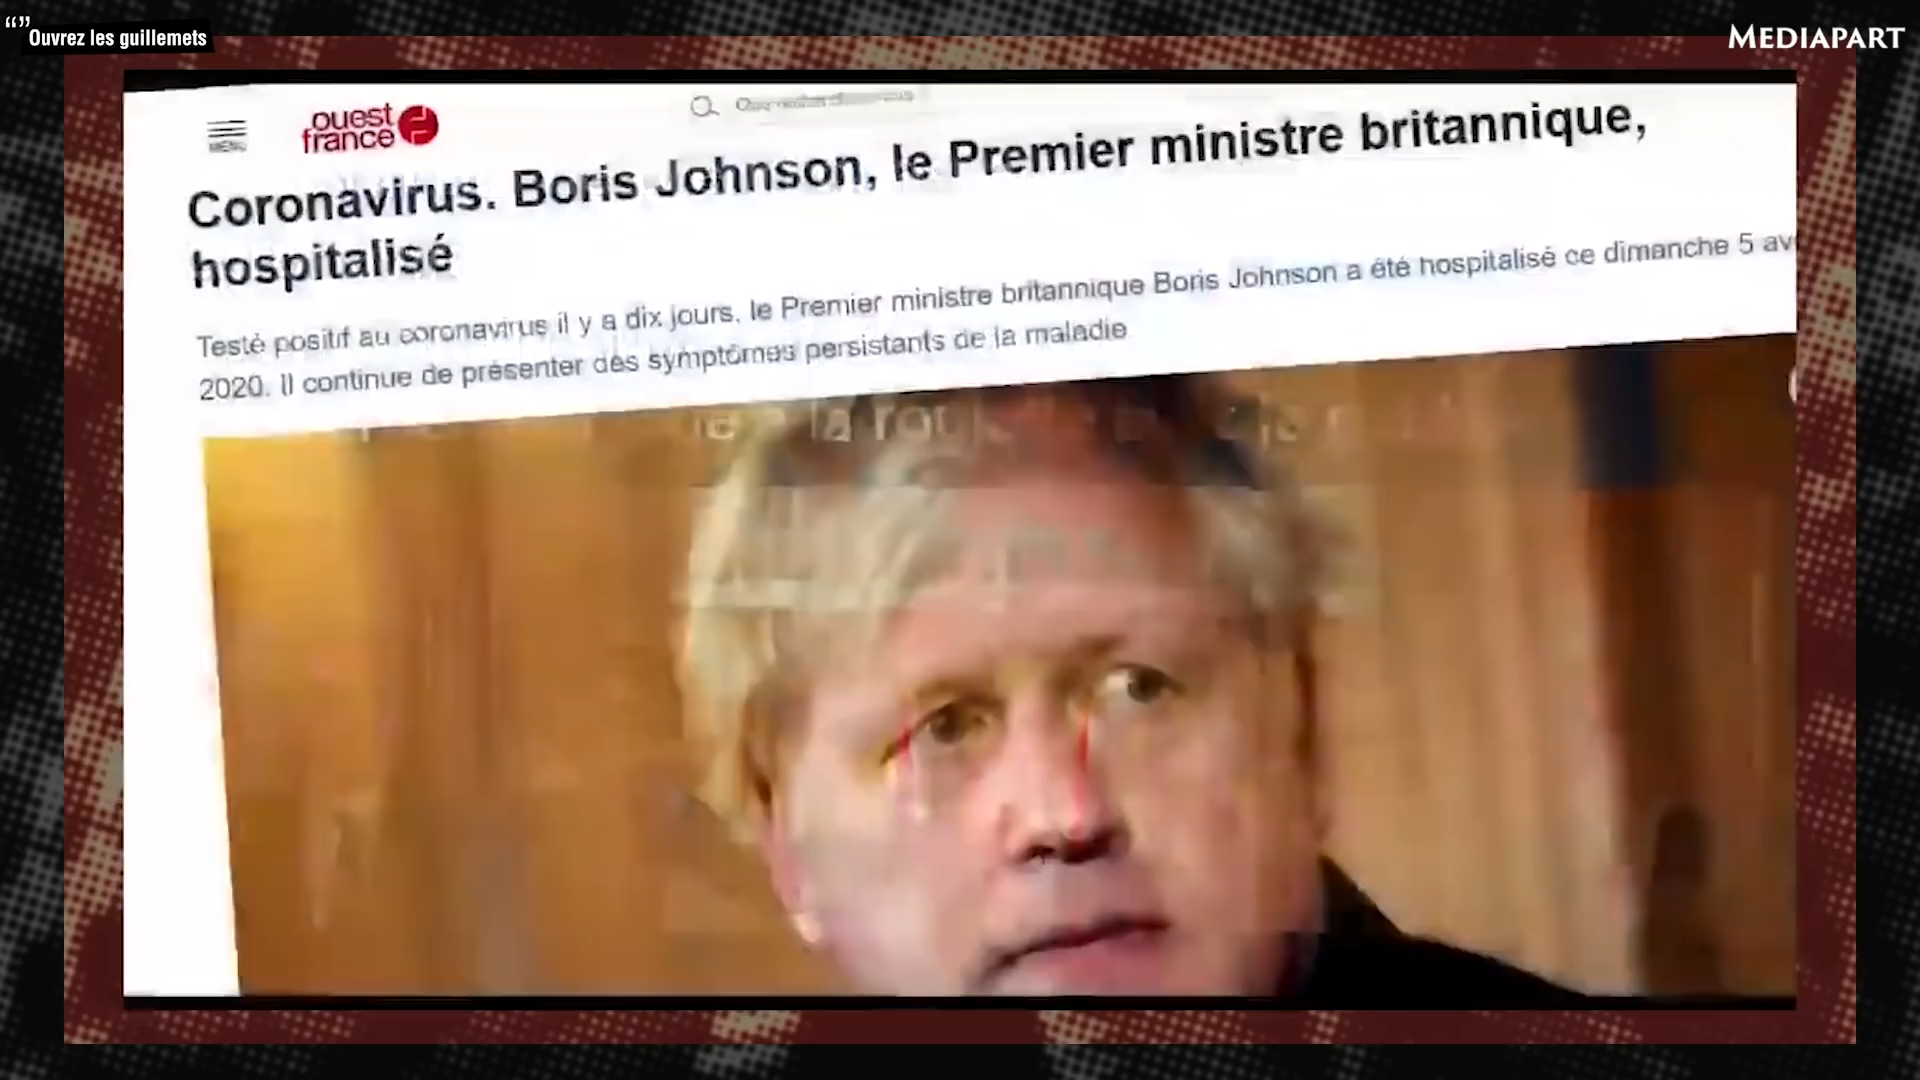 “”
Ouvrez les guillemets
MEDIAPART
MENU
ouest
france
Coronavirus. Boris Johnson, le Premier ministre britannique,
hospitalisé
Testé positif au coronavirus il y a dix jours, le Premier ministre britannique Boris Johnson a été hospitalisé ce dimanche 5 av
2020. Il continue de présenter des symptômes persistants de la maladie
la